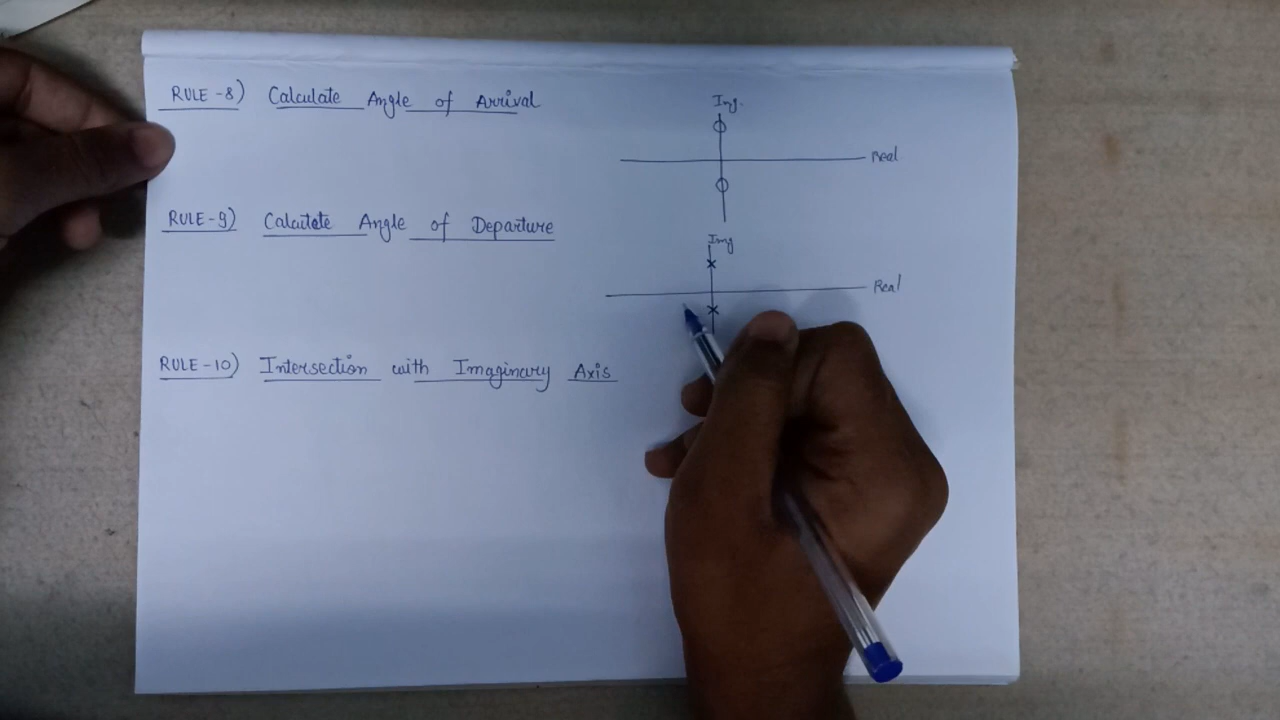 RULE-8) Calculate Angle of Arrival
Img.
Real
RULE-9) Calculate Angle of Departure
Img
Real
RULE-10) Intersection with Imaginary Axis